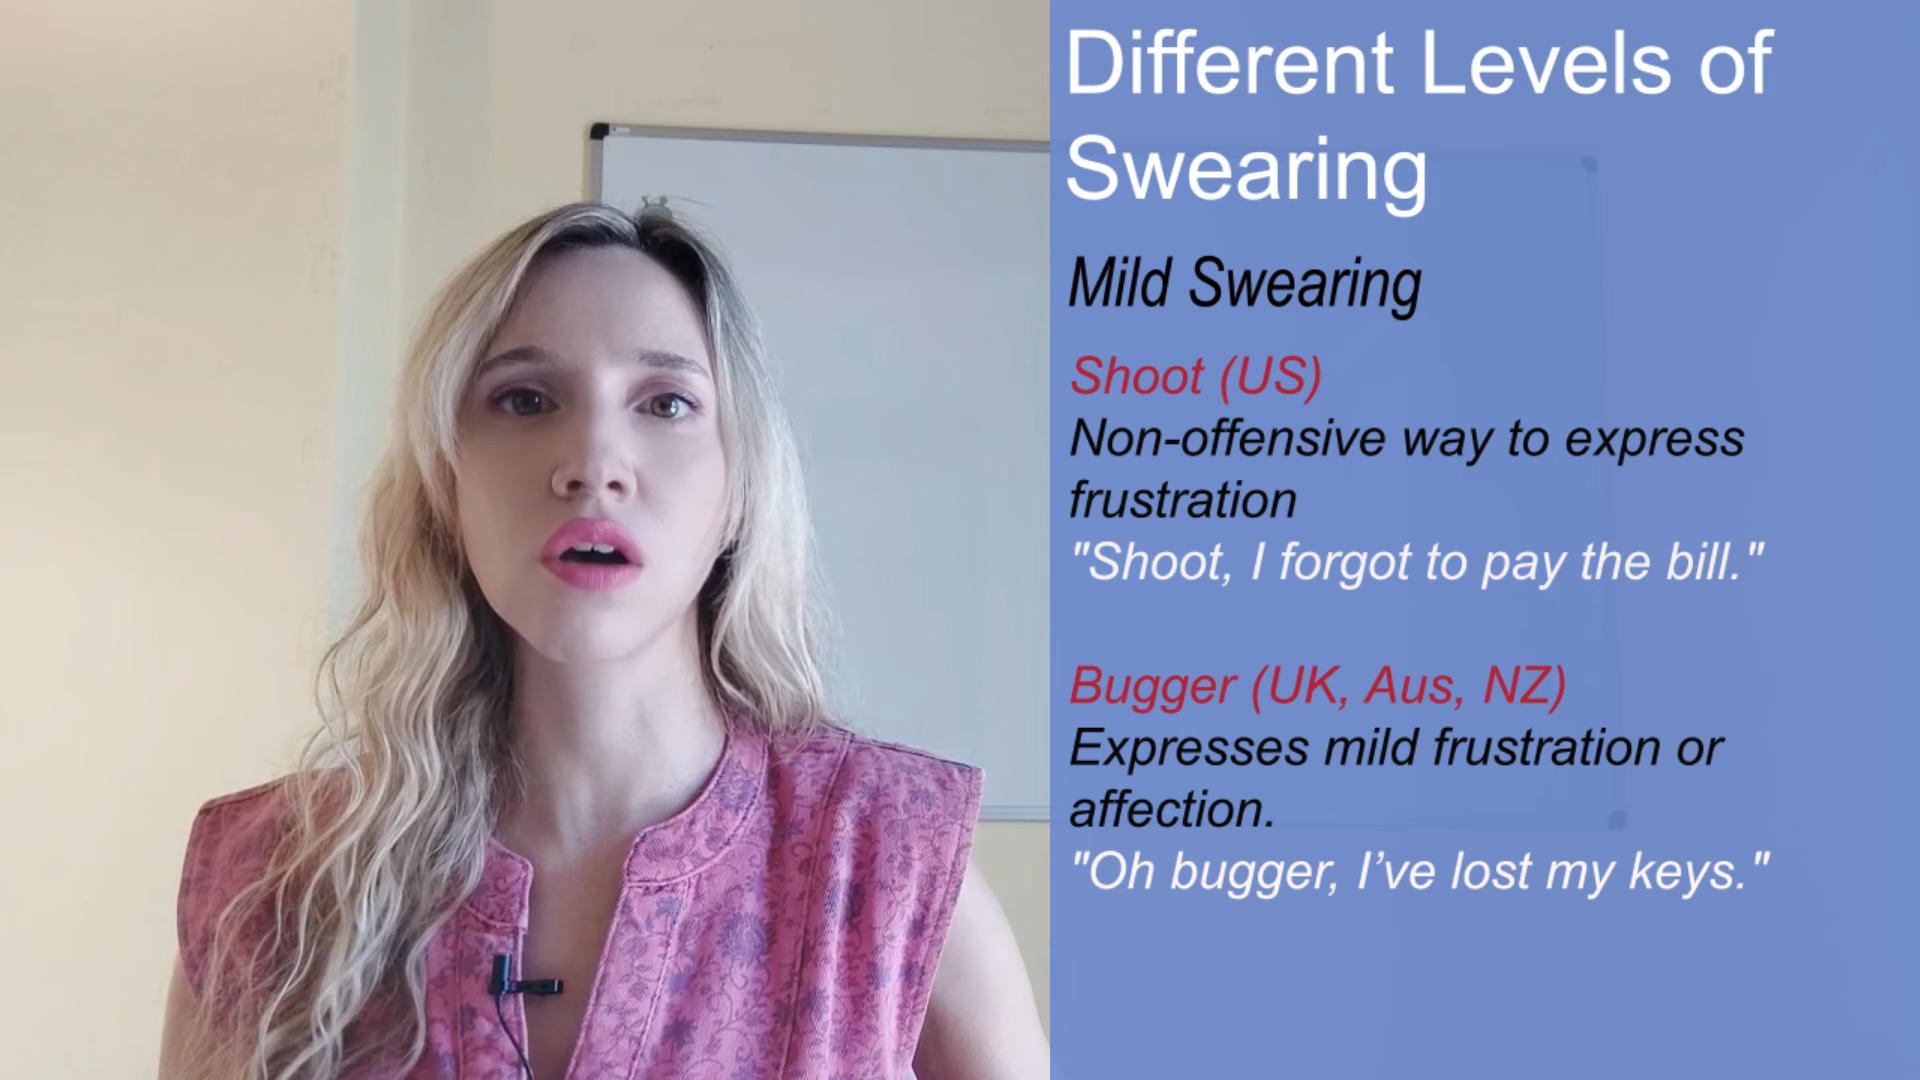 Different Levels of
Swearing
Mild Swearing
Shoot (US)
Non-offensive way to express
frustration
"Shoot, I forgot to pay the bill."
Bugger (UK, Aus, NZ)
Expresses mild frustration or
affection.
"Oh bugger, I’ve lost my keys."